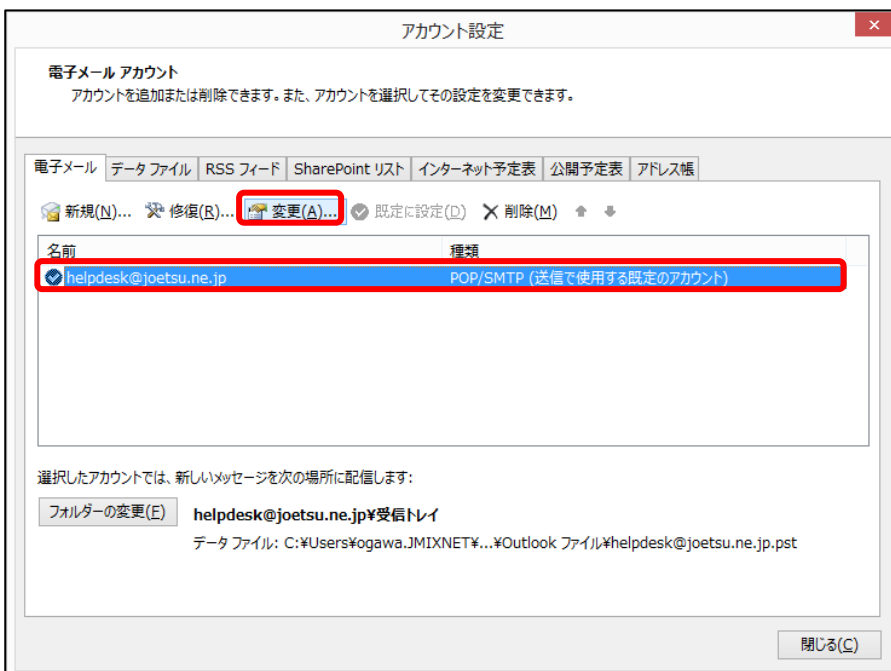 アカウント設定
電子メール アカウント
アカウントを追加または削除できます。また、アカウントを選択してその設定を変更できます。
電子メール データ ファイル RSS フィード SharePoint リスト インターネット予定表 公開予定表 アドレス帳
新規(N)... 修復(R)... 変更(A)... 既定に設定(D) 削除(M)
名前 種類
helpdesk@joetsu.ne.jp POP/SMTP (送信で使用する既定のアカウント)
選択したアカウントでは、新しいメッセージを次の場所に配信します:
フォルダーの変更(F) helpdesk@joetsu.ne.jp¥受信トレイ
データ ファイル: C:¥Users¥ogawa.JMIXNET¥...¥Outlook ファイル¥helpdesk@joetsu.ne.jp.pst
閉じる(C)